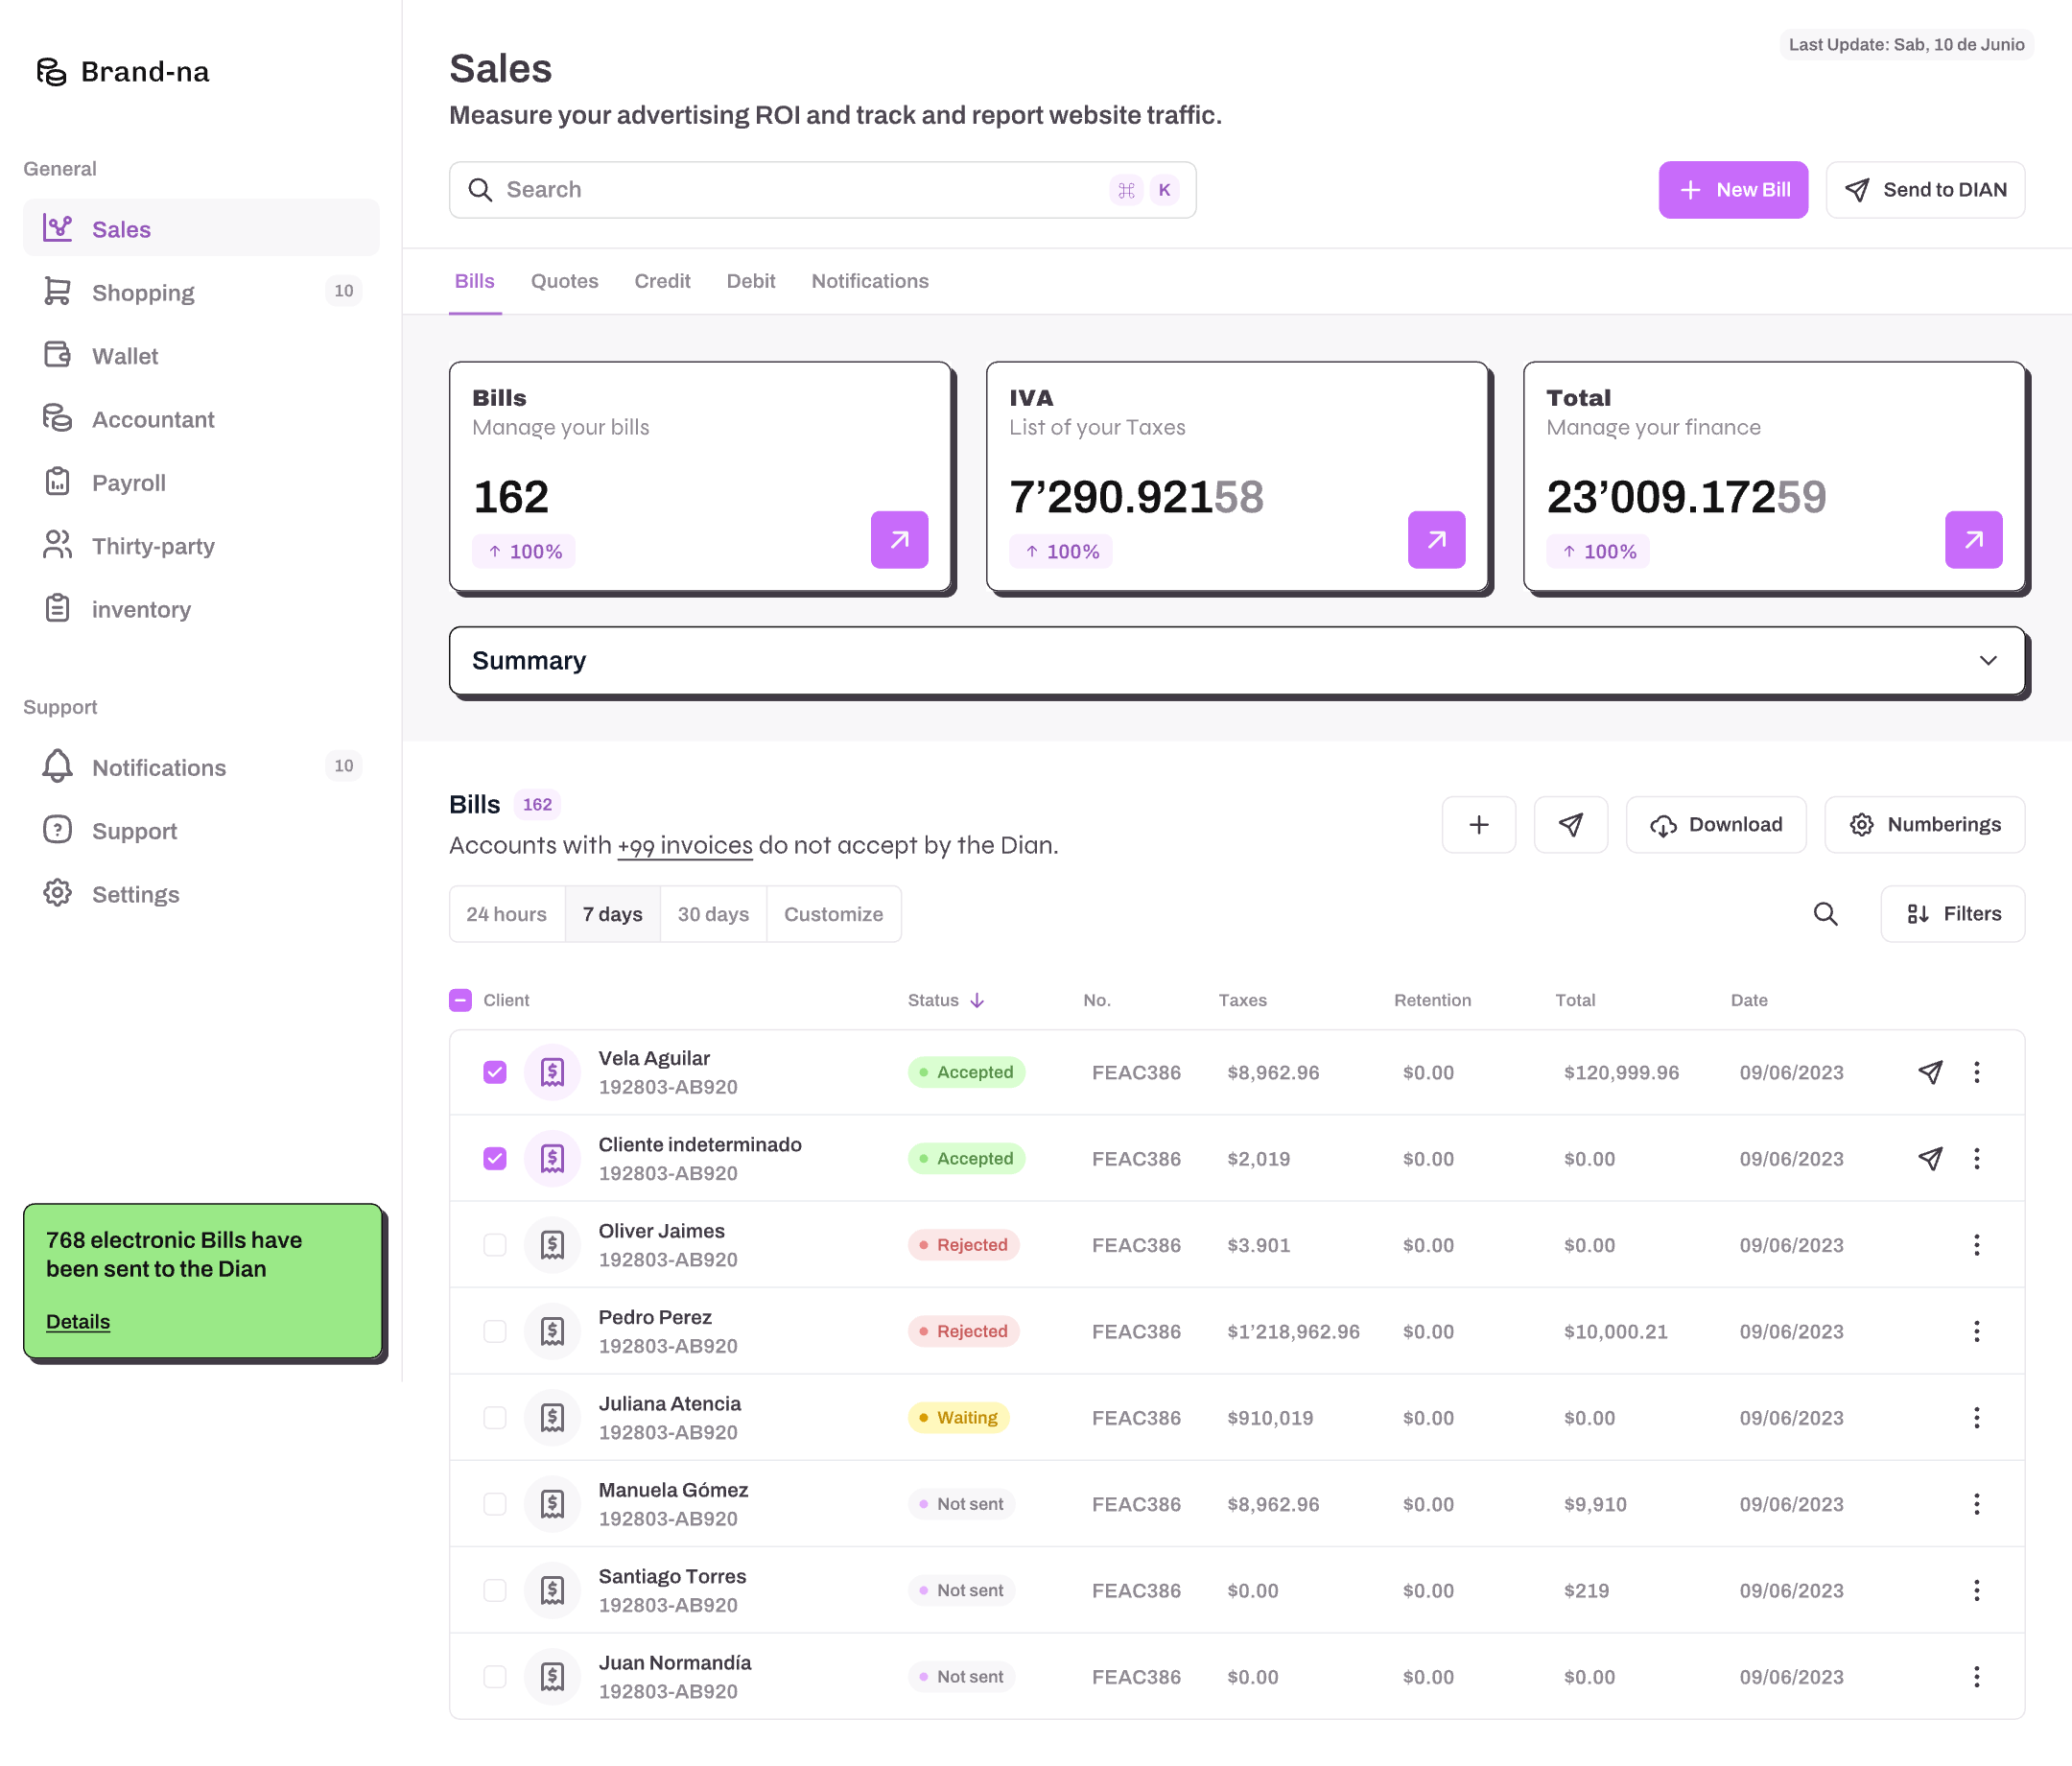 Brand-na
General
Sales
Shopping 10
Wallet
Accountant
Payroll
Thirty-party
inventory
Support
Notifications 10
Support
Settings
768 electronic Bills have
been sent to the Dian
Details
Last Update: Sab, 10 de Junio
Sales
Measure your advertising ROI and track and report website traffic.
Search ⌘ K
New Bill
Send to DIAN
Bills Quotes Credit Debit Notifications
Bills
Manage your bills
162
↑ 100%
IVA
List of your Taxes
7’290.92158
↑ 100%
Total
Manage your finance
23’009.17259
↑ 100%
Summary
Bills 162
Accounts with +99 invoices do not accept by the Dian.
Download
Numberings
24 hours 7 days 30 days Customize
Filters
Client Status No. Taxes Retention Total Date
Vela Aguilar
192803-AB920
Accepted FEAC386 $8,962.96 $0.00 $120,999.96 09/06/2023
Cliente indeterminado
192803-AB920
Accepted FEAC386 $2,019 $0.00 $0.00 09/06/2023
Oliver Jaimes
192803-AB920
Rejected FEAC386 $3.901 $0.00 $0.00 09/06/2023
Pedro Perez
192803-AB920
Rejected FEAC386 $1’218,962.96 $0.00 $10,000.21 09/06/2023
Juliana Atencia
192803-AB920
Waiting FEAC386 $910,019 $0.00 $0.00 09/06/2023
Manuela Gómez
192803-AB920
Not sent FEAC386 $8,962.96 $0.00 $9,910 09/06/2023
Santiago Torres
192803-AB920
Not sent FEAC386 $0.00 $0.00 $219 09/06/2023
Juan Normandía
192803-AB920
Not sent FEAC386 $0.00 $0.00 $0.00 09/06/2023